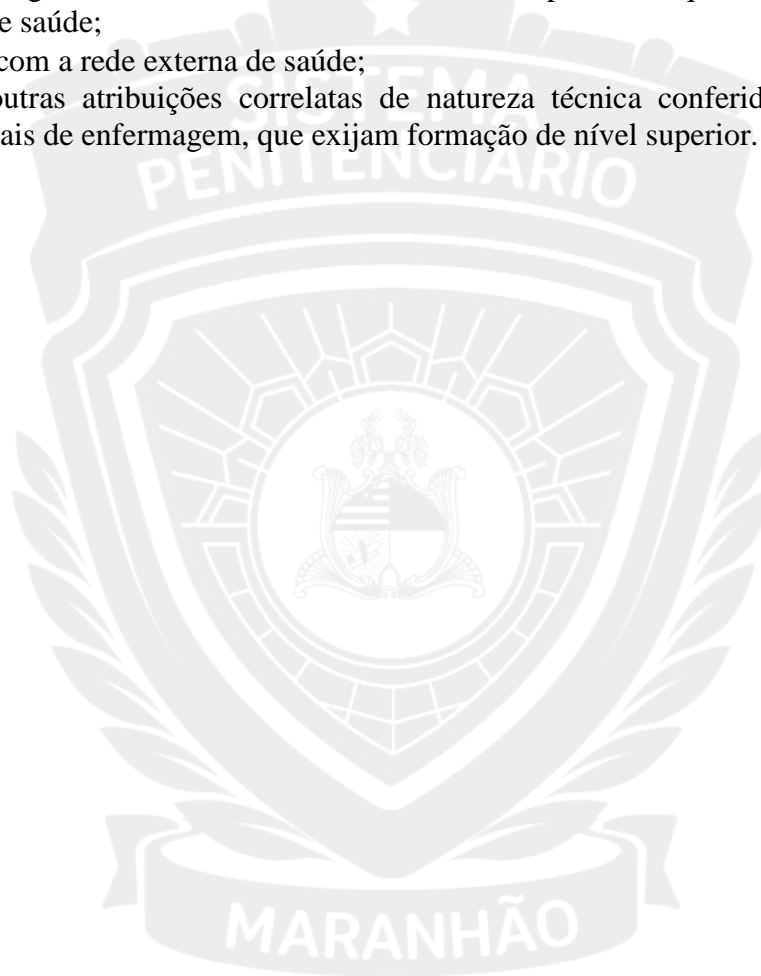 e saúde;
com a rede externa de saúde;
outras atribuições correlatas de natureza técnica conferid
ais de enfermagem, que exijam formação de nível superior.
SISTEMA
PENITENCIÁRIO
MARANHÃO